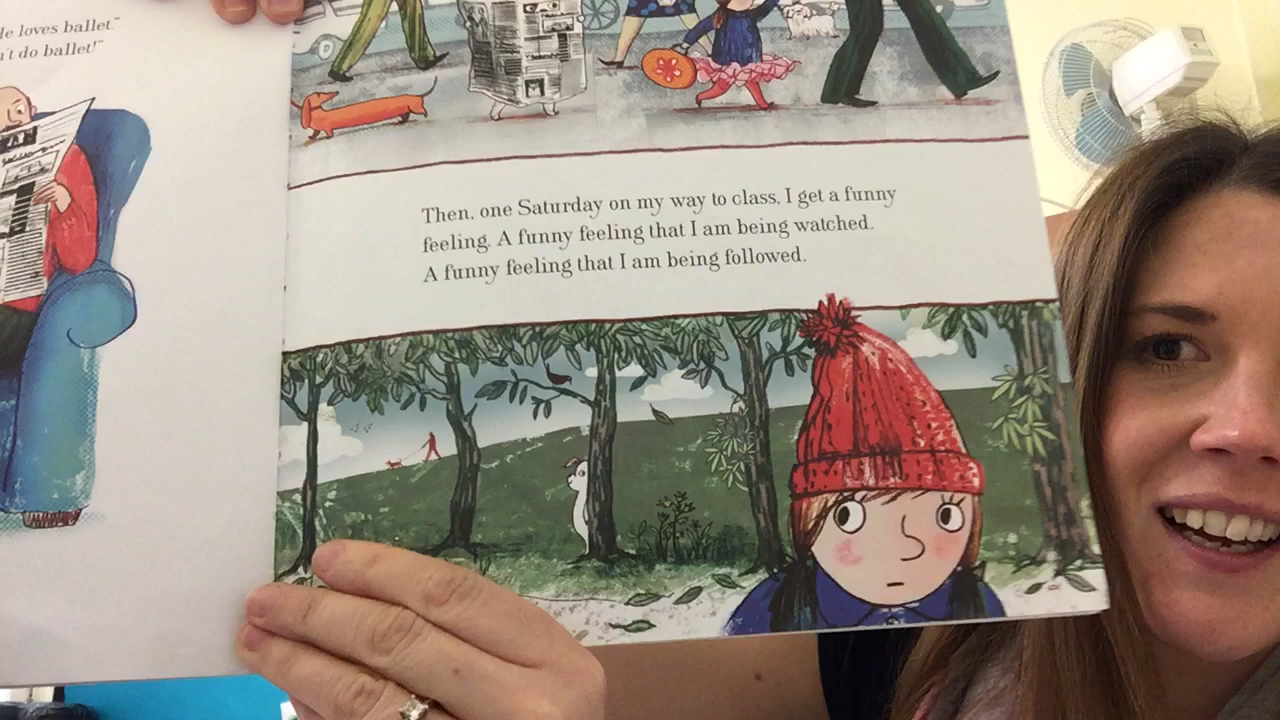 He loves ballet."
't do ballet!"
Then, one Saturday on my way to class, I get a funny
feeling. A funny feeling that I am being watched.
A funny feeling that I am being followed.